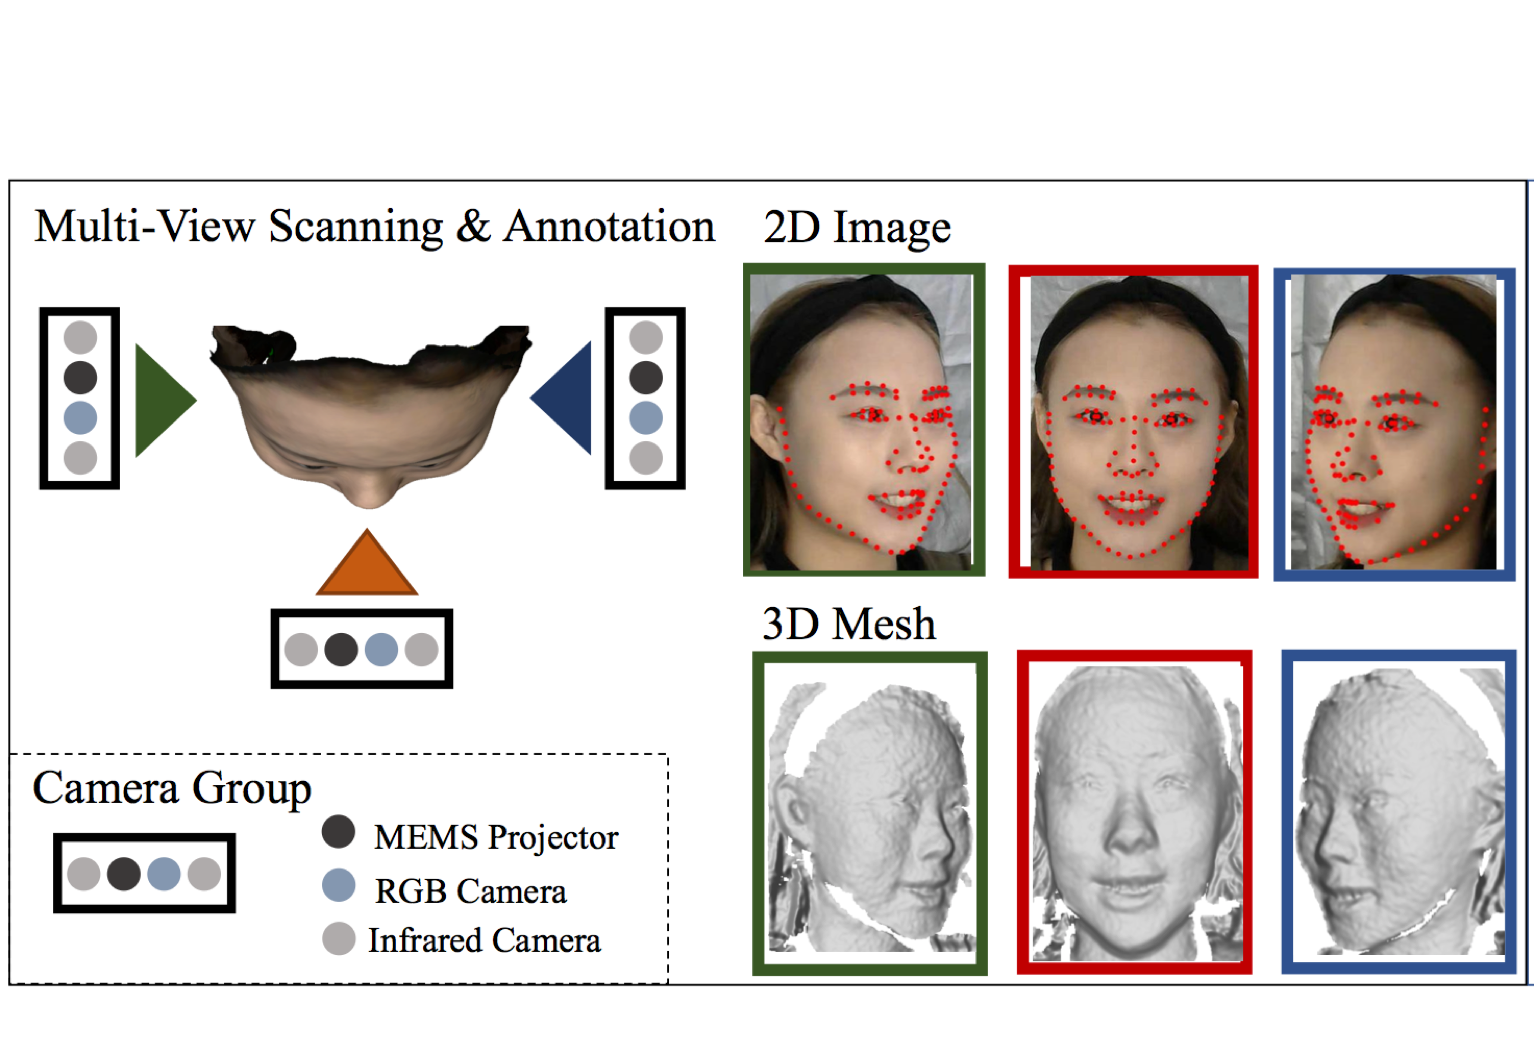 Multi-View Scanning & Annotation
2D Image
3D Mesh
Camera Group
MEMS Projector
RGB Camera
Infrared Camera